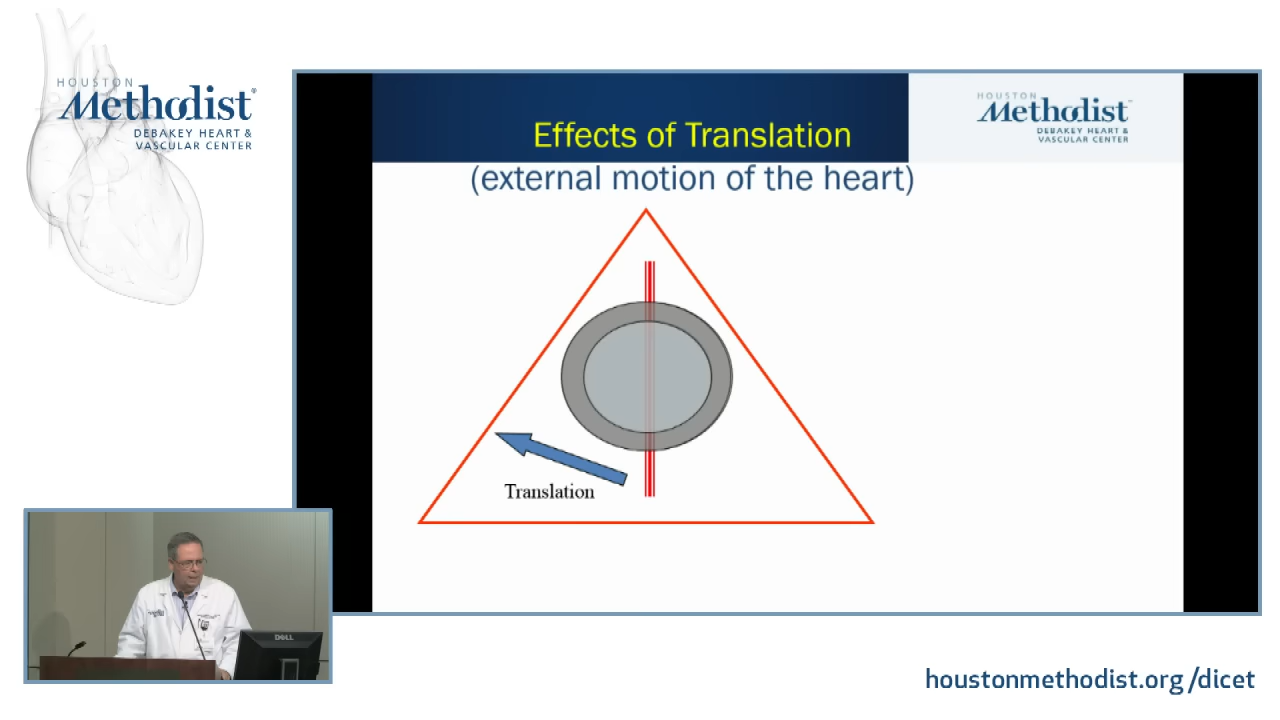 HOUSTON
Methodist®
DEBAKEY HEART &
VASCULAR CENTER
Effects of Translation
(external motion of the heart)
HOUSTON
Methodist
DEBAKEY HEART &
VASCULAR CENTER
Translation
DELL
houstonmethodist.org/dicet